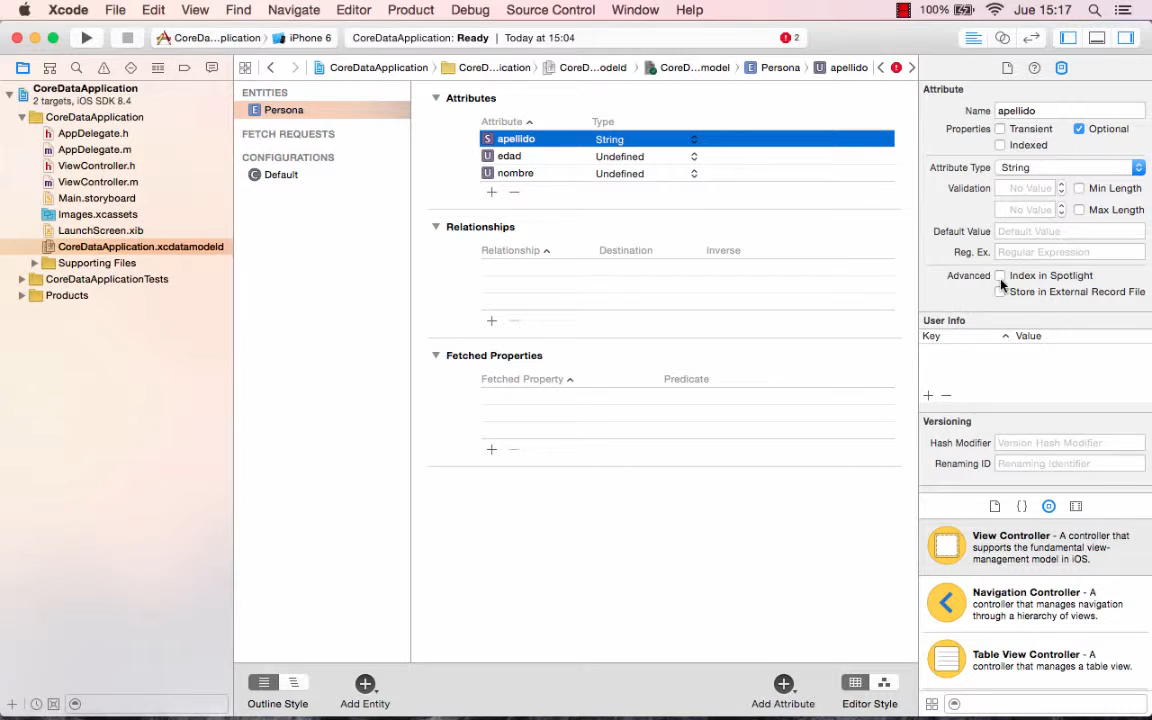 Xcode File Edit View Find Navigate Editor Product Debug Source Control Window Help 100% Jue 15:17
CoreDa...plication iPhone 6 CoreDataApplication: Ready Today at 15:04 2
CoreDataApplication CoreD...ication CoreD...odeld CoreD...model Persona apellido
CoreDataApplication
2 targets, iOS SDK 8.4
CoreDataApplication
AppDelegate.h
AppDelegate.m
ViewController.h
ViewController.m
Main.storyboard
Images.xcassets
LaunchScreen.xib
CoreDataApplication.xcdatamodeld
Supporting Files
CoreDataApplicationTests
Products
ENTITIES
E Persona
FETCH REQUESTS
CONFIGURATIONS
C Default
Attributes
Attribute Type
S apellido String
U edad Undefined
U nombre Undefined
Relationships
Relationship Destination Inverse
Fetched Properties
Fetched Property Predicate
Outline Style Add Entity Add Attribute Editor Style
Attribute
Name apellido
Properties Transient Optional
Indexed
Attribute Type String
Validation No Value Min Length
No Value Max Length
Default Value Default Value
Reg. Ex. Regular Expression
Advanced Index in Spotlight
Store in External Record File
User Info
Key Value
Versioning
Hash Modifier Version Hash Modifier
Renaming ID Renaming Identifier
View Controller - A controller that
supports the fundamental view-
management model in iOS.
Navigation Controller - A
controller that manages navigation
through a hierarchy of views.
Table View Controller - A
controller that manages a table view.